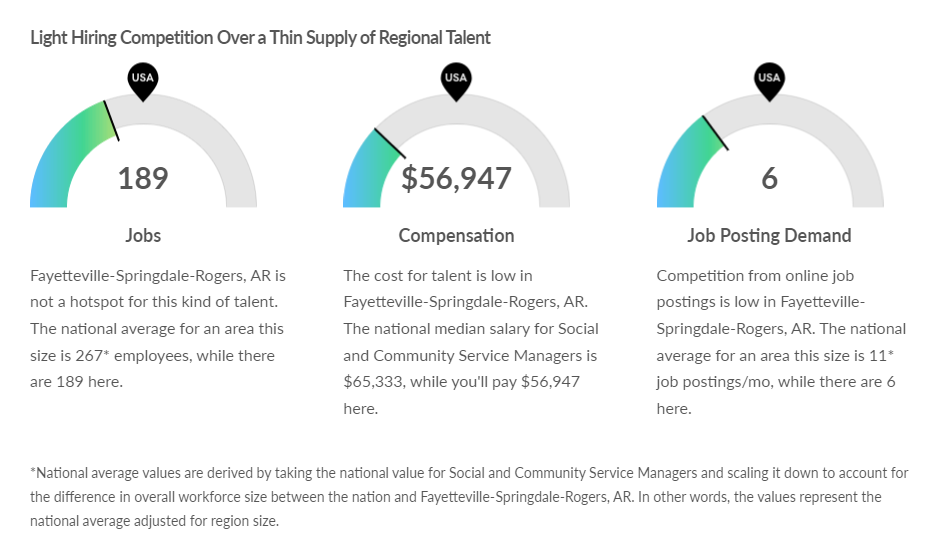 Light Hiring Competition Over a Thin Supply of Regional Talent
USA
USA
USA
189
$56,947
6
Jobs
Compensation
Job Posting Demand
Fayetteville-Springdale-Rogers, AR is
not a hotspot for this kind of talent.
The national average for an area this
size is 267* employees, while there
are 189 here.
The cost for talent is low in
Fayetteville-Springdale-Rogers, AR.
The national median salary for Social
and Community Service Managers is
$65,333, while you'll pay $56,947
here.
Competition from online job
postings is low in Fayetteville-
Springdale-Rogers, AR. The national
average for an area this size is 11*
job postings/mo, while there are 6
here.
*National average values are derived by taking the national value for Social and Community Service Managers and scaling it down to account for
the difference in overall workforce size between the nation and Fayetteville-Springdale-Rogers, AR. In other words, the values represent the
national average adjusted for region size.